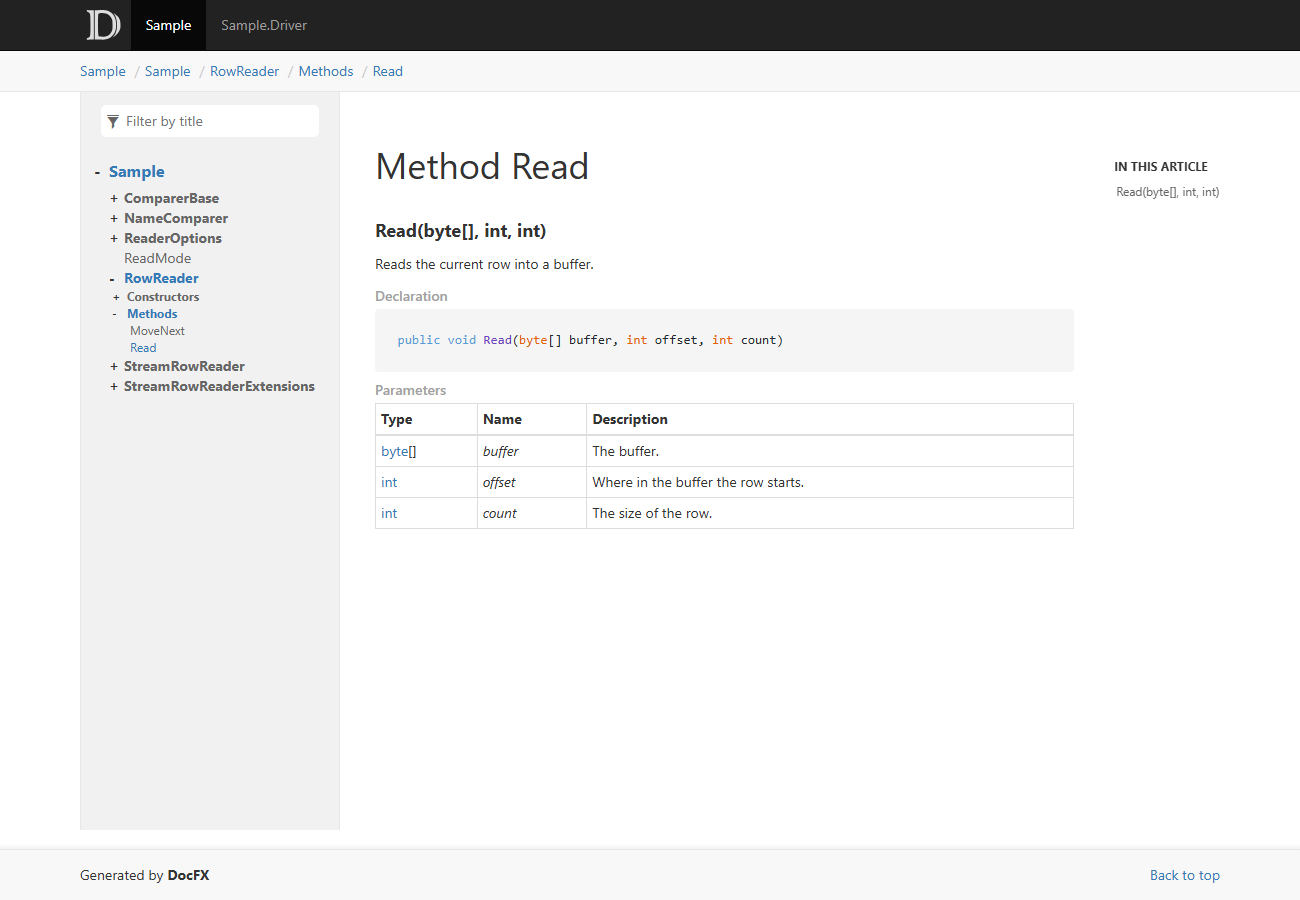 Sample Sample.Driver
Sample / Sample / RowReader / Methods / Read
Filter by title
- Sample
+ ComparerBase
+ NameComparer
+ ReaderOptions
ReadMode
- RowReader
+ Constructors
- Methods
MoveNext
Read
+ StreamRowReader
+ StreamRowReaderExtensions
Method Read
Read(byte[], int, int)
Reads the current row into a buffer.
Declaration
public void Read(byte[] buffer, int offset, int count)
Parameters
Type Name Description
byte[] buffer The buffer.
int offset Where in the buffer the row starts.
int count The size of the row.
IN THIS ARTICLE
Read(byte[], int, int)
Generated by DocFX
Back to top